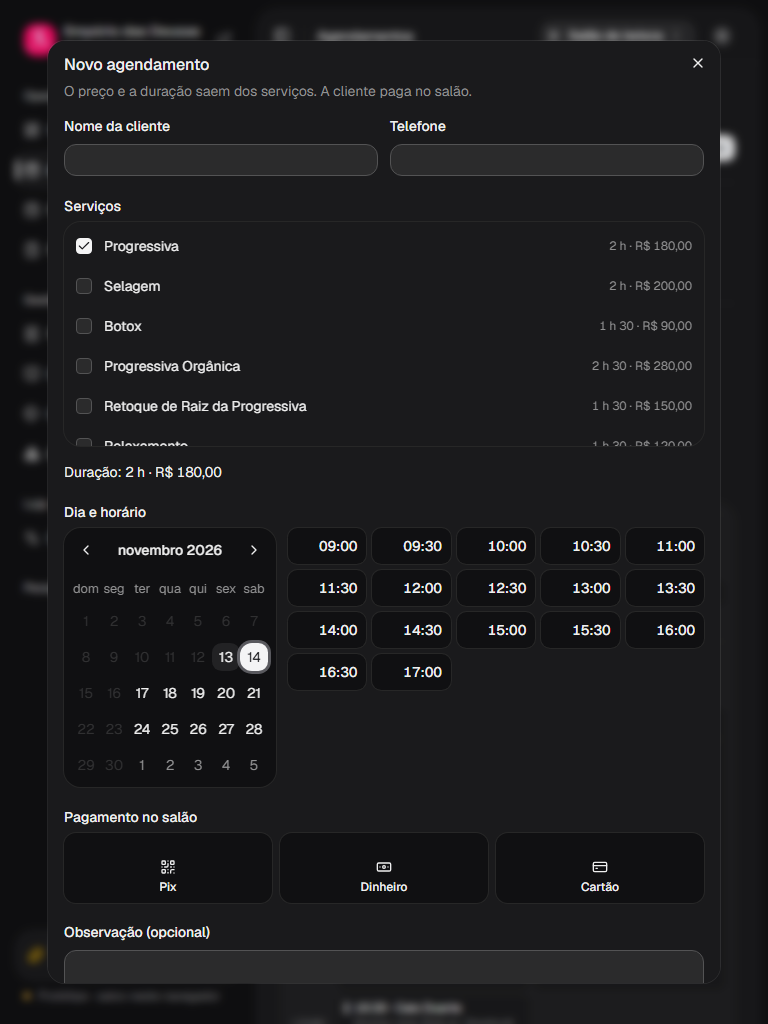 Novo agendamento
O preço e a duração saem dos serviços. A cliente paga no salão.
Nome da cliente Telefone
Serviços
Progressiva 2 h · R$ 180,00
Selagem 2 h · R$ 200,00
Botox 1 h 30 · R$ 90,00
Progressiva Orgânica 2 h 30 · R$ 280,00
Retoque de Raiz da Progressiva 1 h 30 · R$ 150,00
Relaxamento 1 h 30 · R$ 120,00
Duração: 2 h · R$ 180,00
Dia e horário
novembro 2026
dom seg ter qua qui sex sab
1 2 3 4 5 6 7
8 9 10 11 12 13 14
15 16 17 18 19 20 21
22 23 24 25 26 27 28
29 30 1 2 3 4 5
09:00 09:30 10:00 10:30 11:00
11:30 12:00 12:30 13:00 13:30
14:00 14:30 15:00 15:30 16:00
16:30 17:00
Pagamento no salão
Pix Dinheiro Cartão
Observação (opcional)